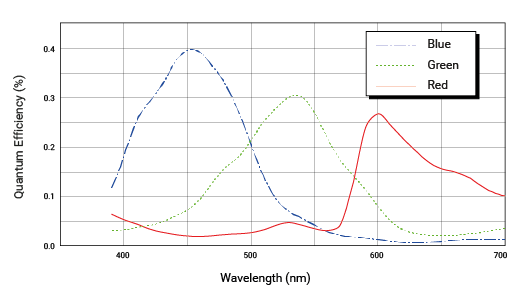 Quantum Efficiency (%)
0.4
0.3
0.2
0.1
0.0
400
500
600
700
Wavelength (nm)
Blue
Green
Red